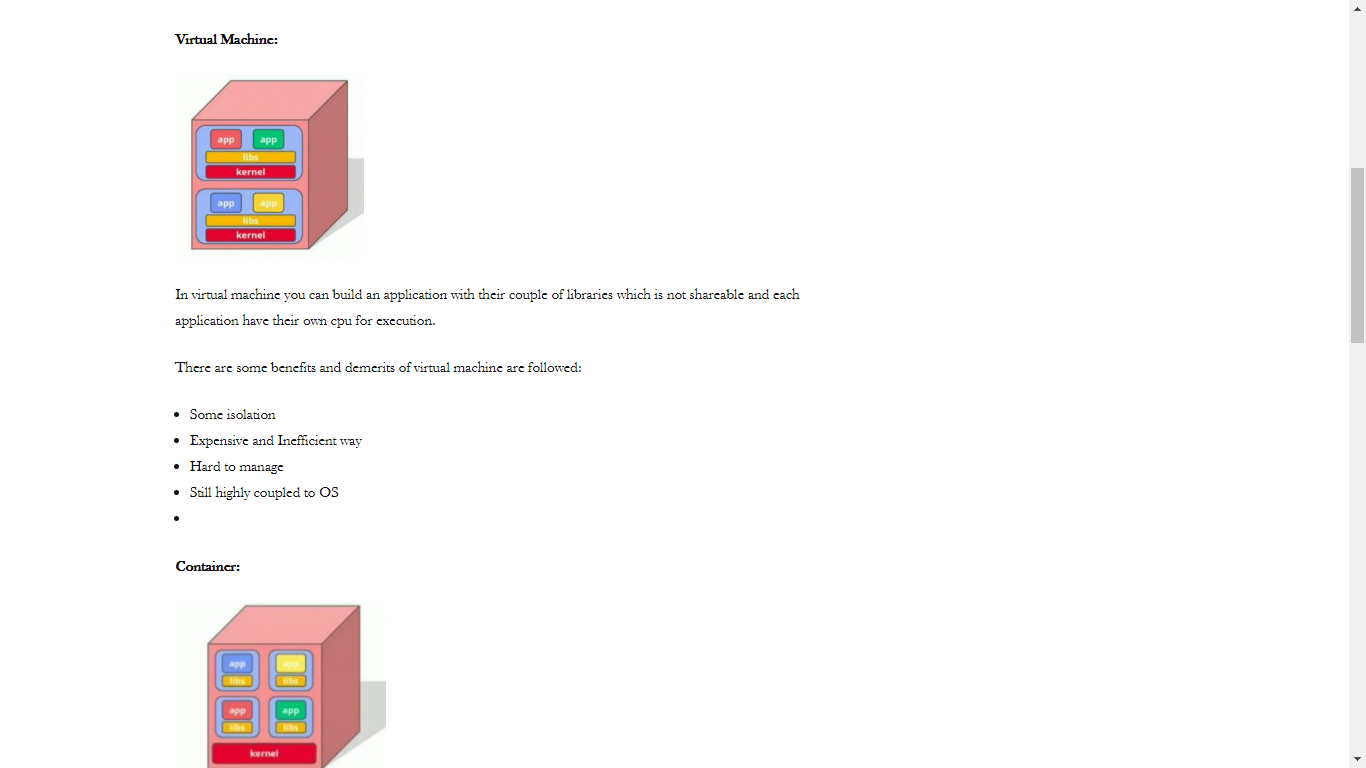 Virtual Machine:
app app
libs
kernel
app app
libs
kernel
In virtual machine you can build an application with their couple of libraries which is not shareable and each
application have their own cpu for execution.
There are some benefits and demerits of virtual machine are followed:
Some isolation
Expensive and Inefficient way
Hard to manage
Still highly coupled to OS
Container:
app app
libs libs
app app
libs libs
kernel